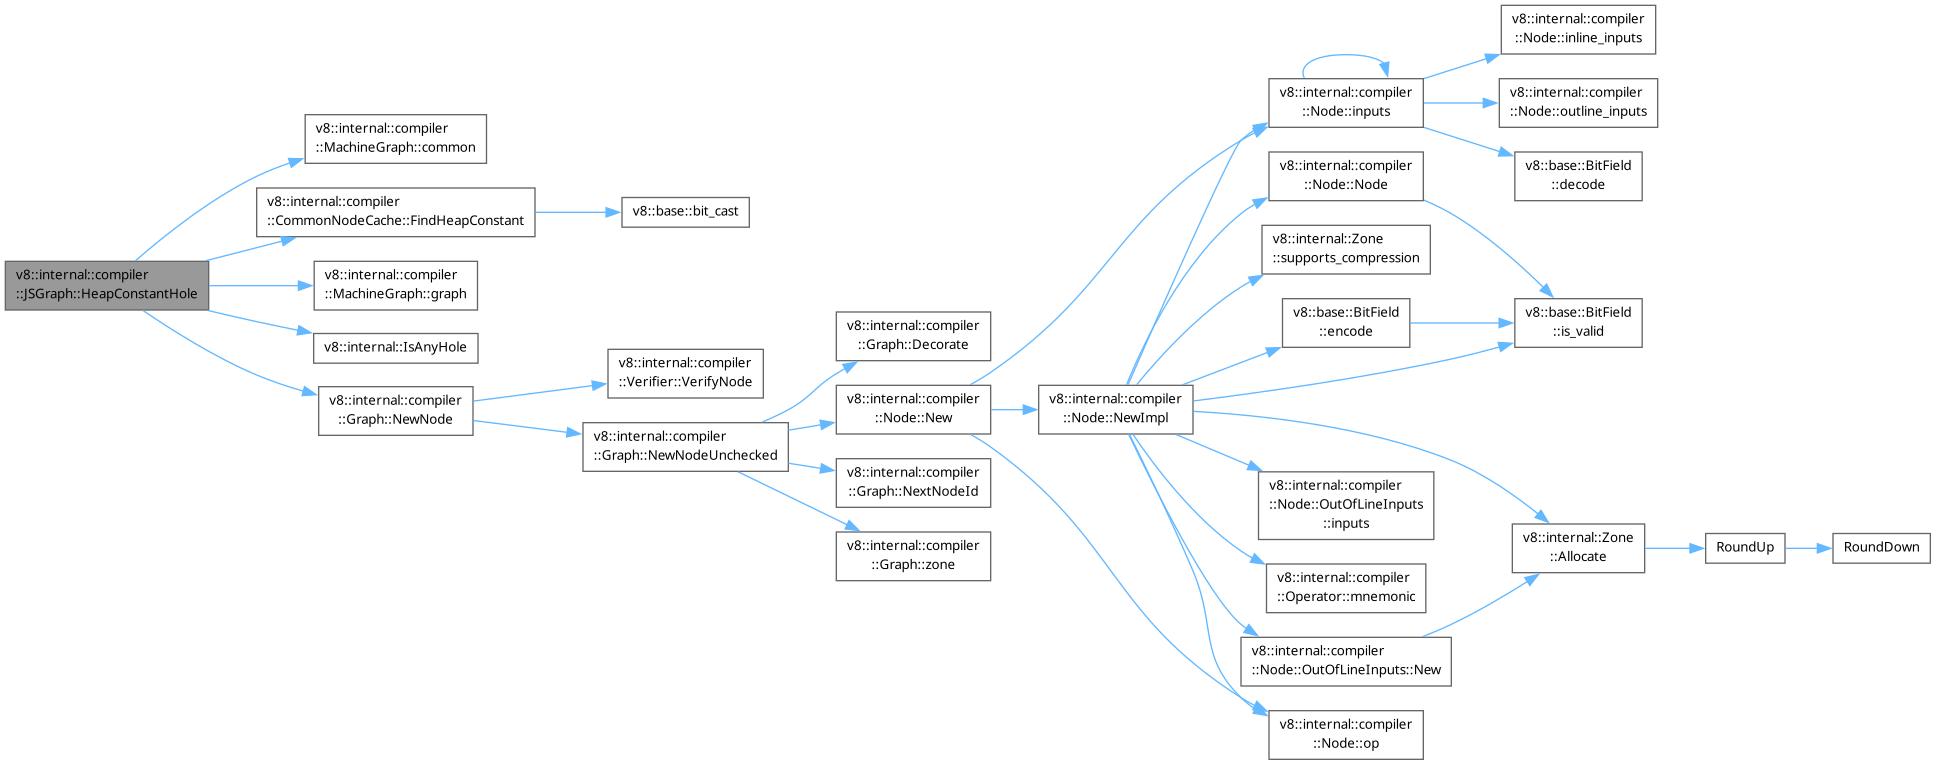 v8::internal::compiler
::JSGraph::HeapConstantHole
v8::internal::compiler
::MachineGraph::common
v8::internal::compiler
::CommonNodeCache::FindHeapConstant
v8::base::bit_cast
v8::internal::compiler
::MachineGraph::graph
v8::internal::IsAnyHole
v8::internal::compiler
::Graph::NewNode
v8::internal::compiler
::Verifier::VerifyNode
v8::internal::compiler
::Graph::NewNodeUnchecked
v8::internal::compiler
::Graph::Decorate
v8::internal::compiler
::Node::New
v8::internal::compiler
::Graph::NextNodeId
v8::internal::compiler
::Graph::zone
v8::internal::compiler
::Node::NewImpl
v8::internal::compiler
::Node::inputs
v8::internal::compiler
::Node::Node
v8::internal::Zone
::supports_compression
v8::base::BitField
::encode
v8::internal::compiler
::Node::OutOfLineInputs
::inputs
v8::internal::compiler
::Operator::mnemonic
v8::internal::compiler
::Node::OutOfLineInputs::New
v8::internal::compiler
::Node::op
v8::internal::compiler
::Node::inline_inputs
v8::internal::compiler
::Node::outline_inputs
v8::base::BitField
::decode
v8::base::BitField
::is_valid
v8::internal::Zone
::Allocate
RoundUp
RoundDown